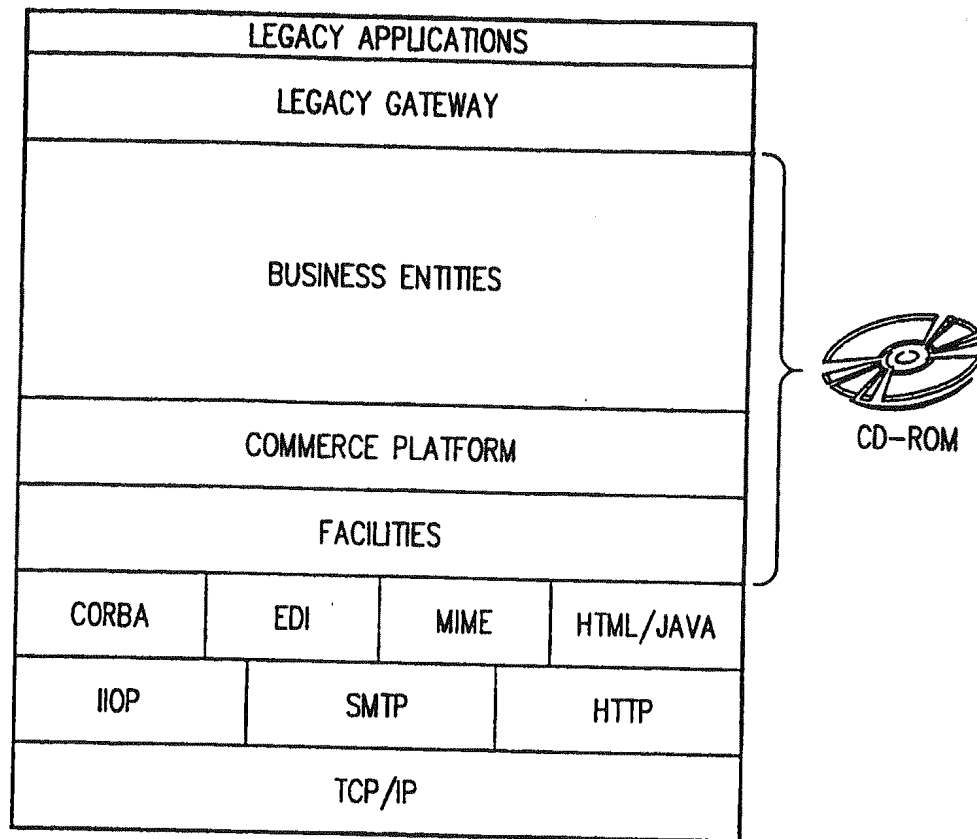 LEGACY APPLICATIONS
LEGACY GATEWAY
BUSINESS ENTITIES
COMMERCE PLATFORM
FACILITIES
CORBA
EDI
MIME
HTML/JAVA
IIOP
SMTP
HTTP
TCP/IP
CD-ROM